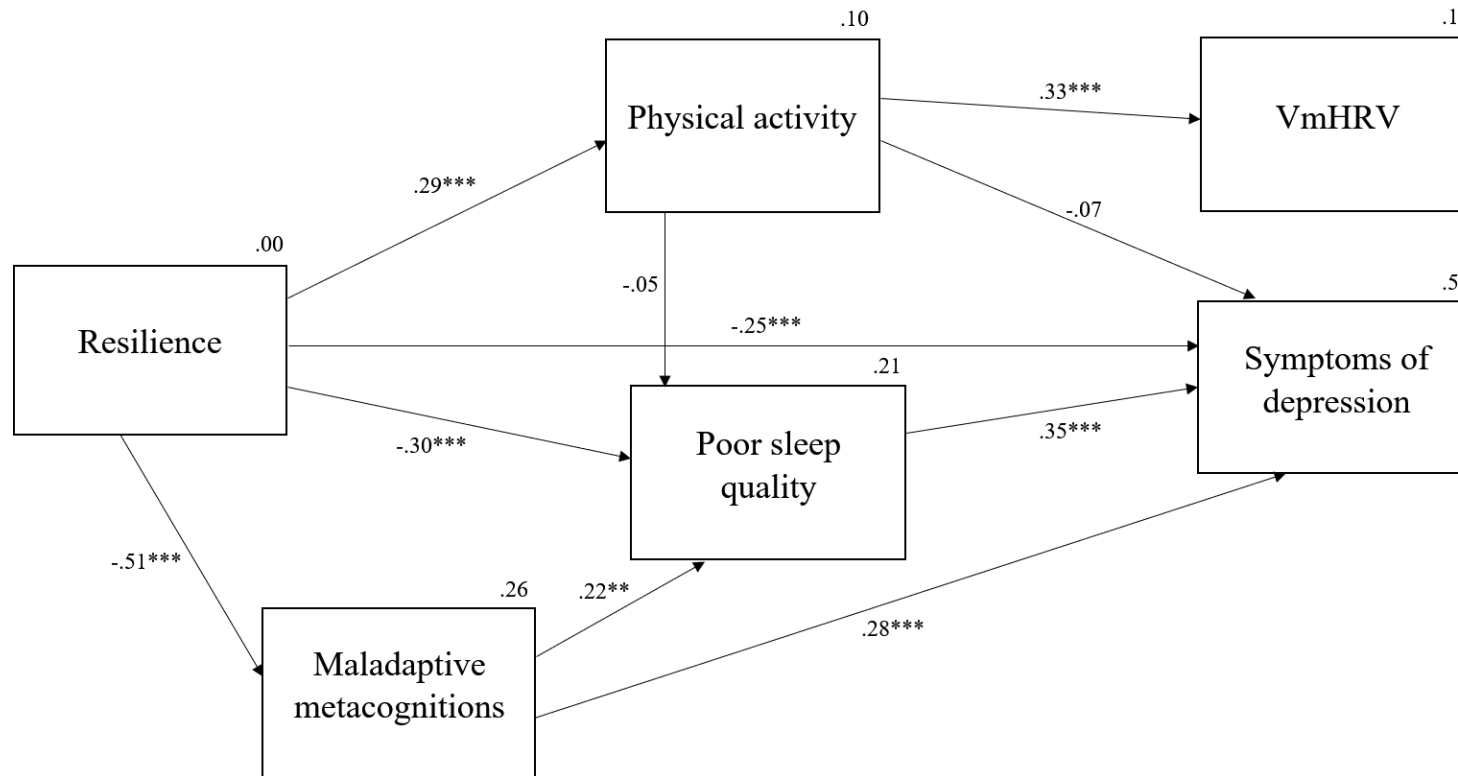 .10
.1
Physical activity
.33***
VmHRV
.29***
-.07
.00
-.05
.5
Resilience
-.25***
.21
Symptoms of
depression
-.30***
Poor sleep
quality
.35***
-.51***
.26
.22**
.28***
Maladaptive
metacognitions